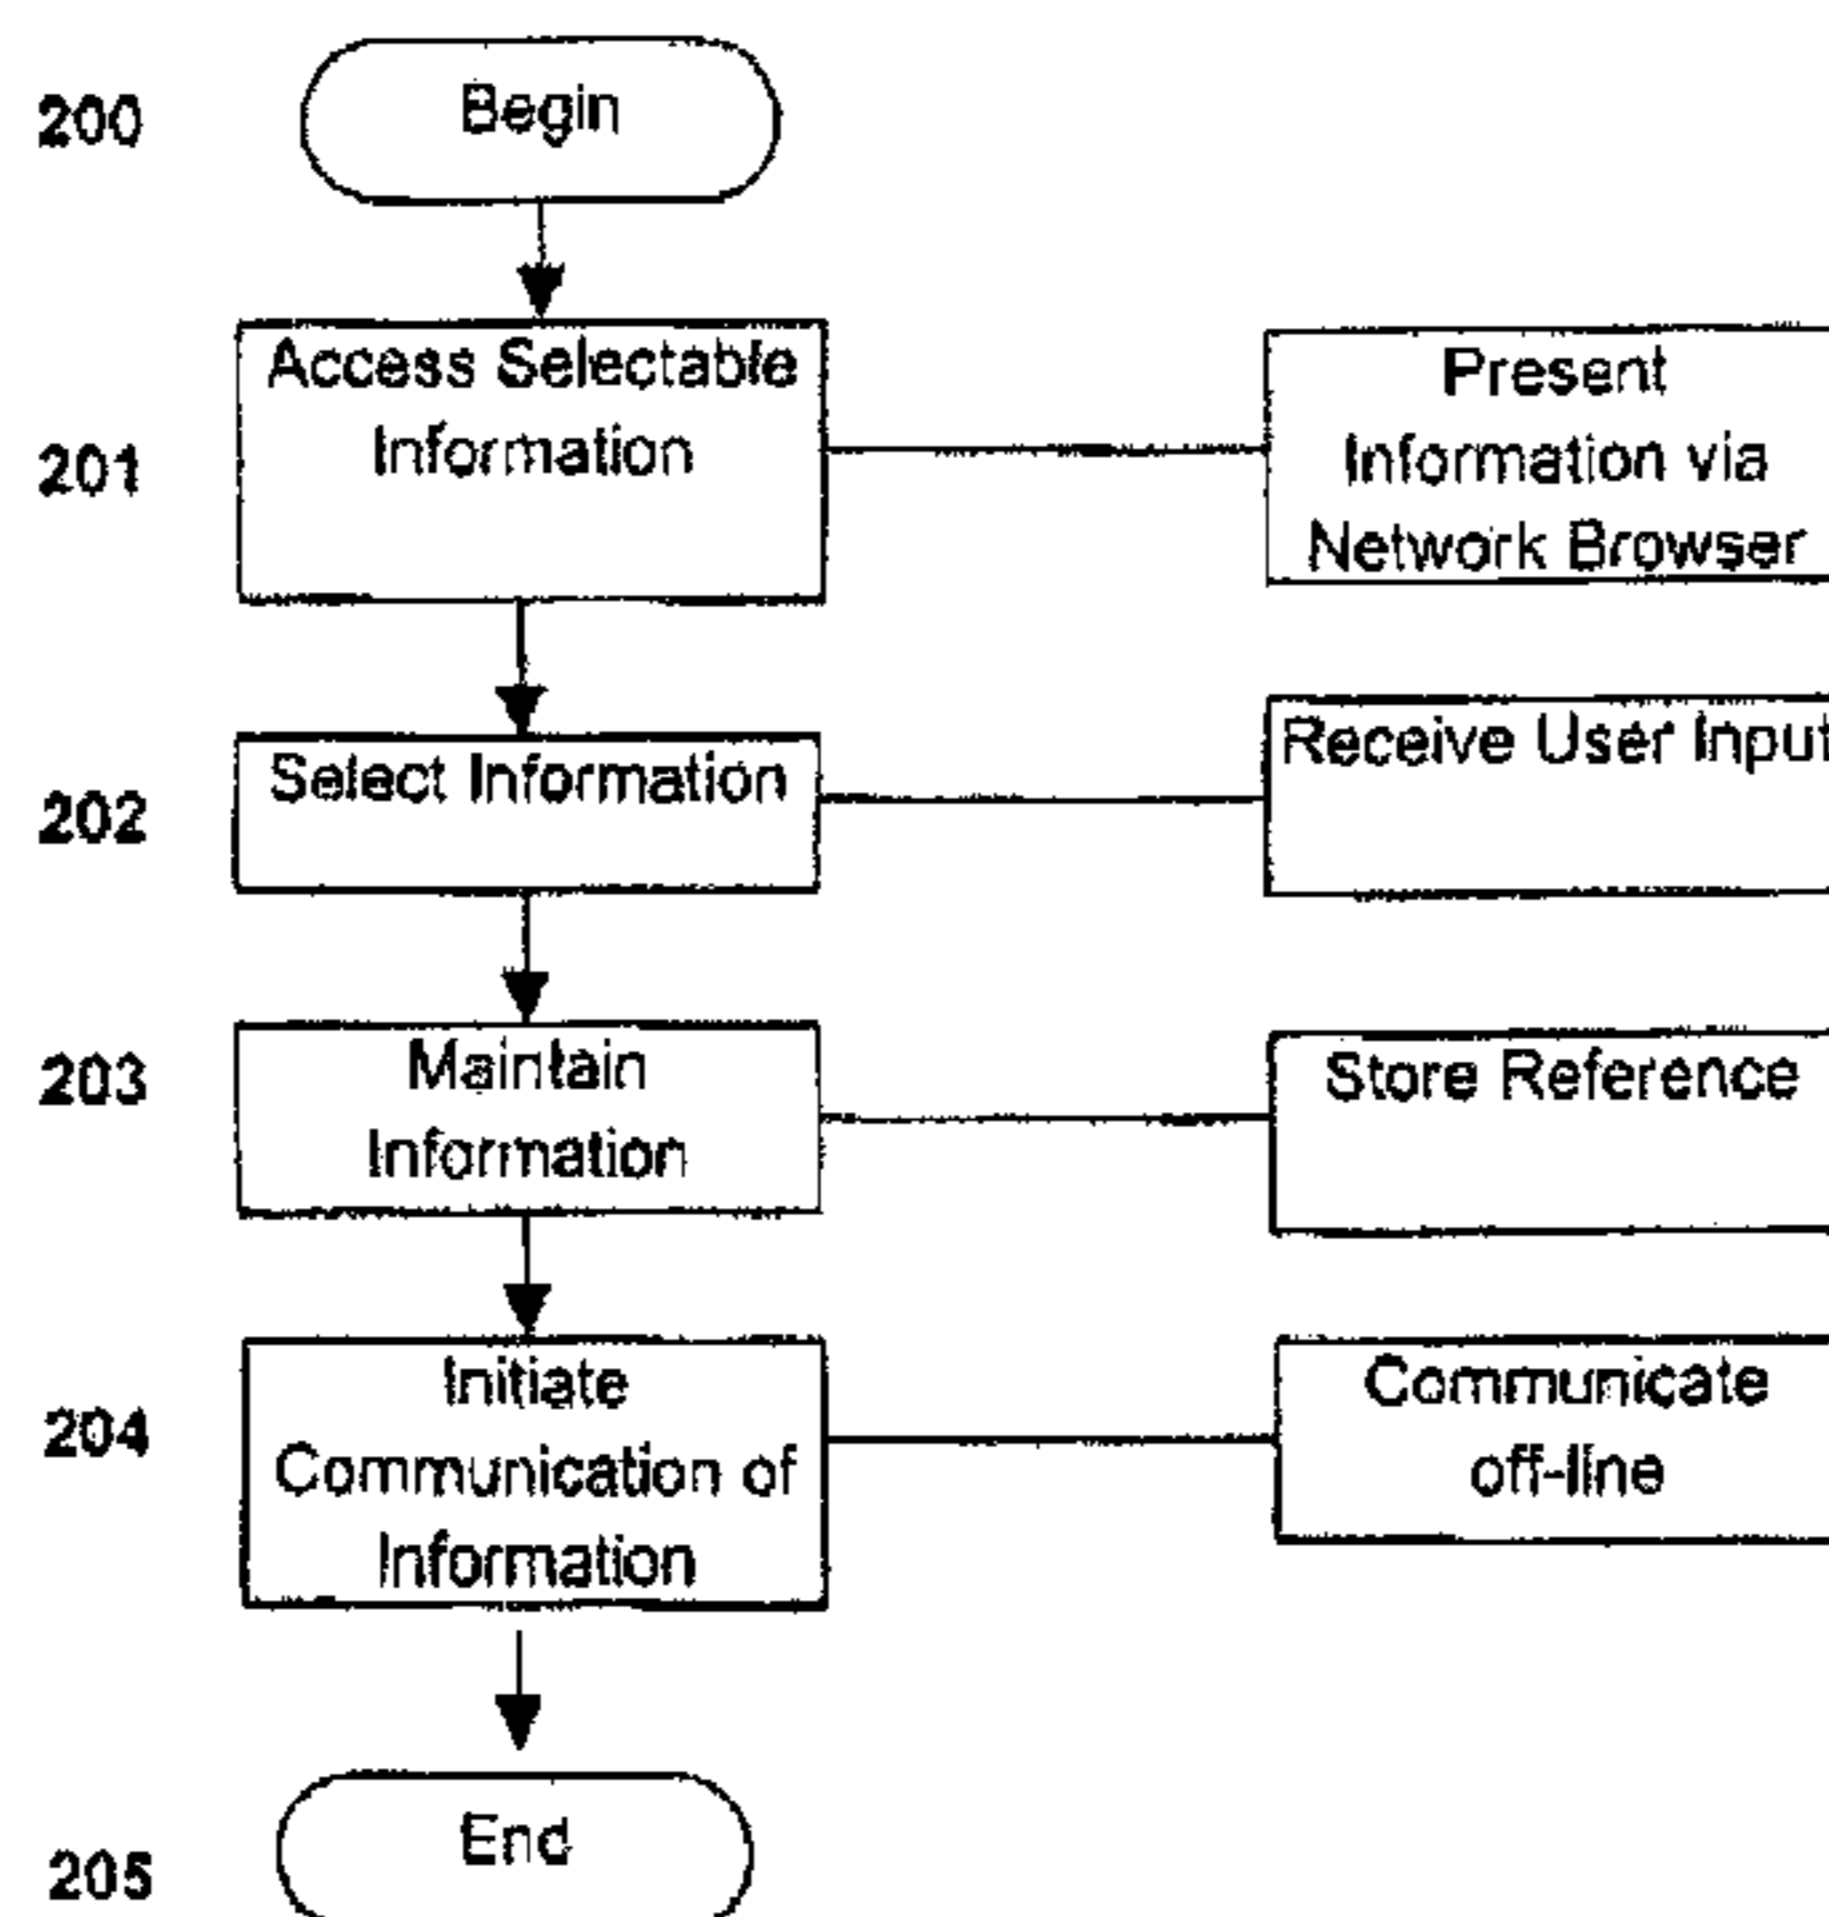 200
Begin
201
Access Selectable
Information
Present
Information via
Network Browser
202
Select Information
Receive User Input
203
Maintain
Information
Store Reference
204
Initiate
Communication of
Information
Communicate
off-line
205
End